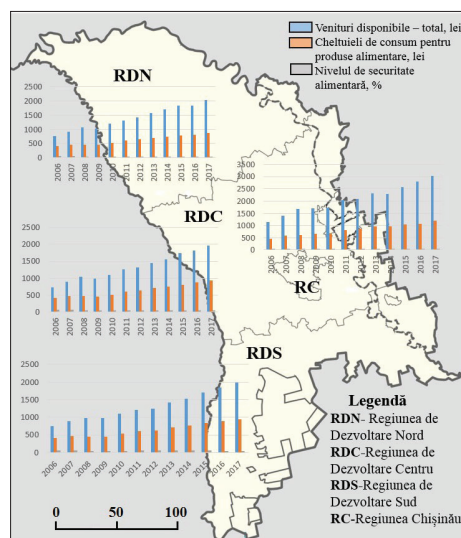 Venituri disponibile – total, lei
Cheltuieli de consum pentru
produse alimentare, lei
Nivelul de securitate
alimentară, %
RDN
2500
2000
1500
1000
500
0
2006 2007 2008 2009 2010 2011 2012 2013 2014 2015 2016 2017
3500
3000
2500
2000
1500
1000
500
0
2006 2007 2008 2009 2010 2011 2012 2013 2014 2015 2016 2017
RDC
2500
2000
1500
1000
500
0
2006 2007 2008 2009 2010 2011 2012 2013 2014 2015 2016 2017
RC
RDS
2500
2000
1500
1000
500
0
2006 2007 2008 2009 2010 2011 2012 2013 2014 2015 2016 2017
Legendă
RDN- Regiunea de
Dezvoltare Nord
RDC-Regiunea de
Dezvoltare Centru
RDS-Regiunea de
Dezvoltare Sud
RC-Regiunea Chișinău
0 50 100